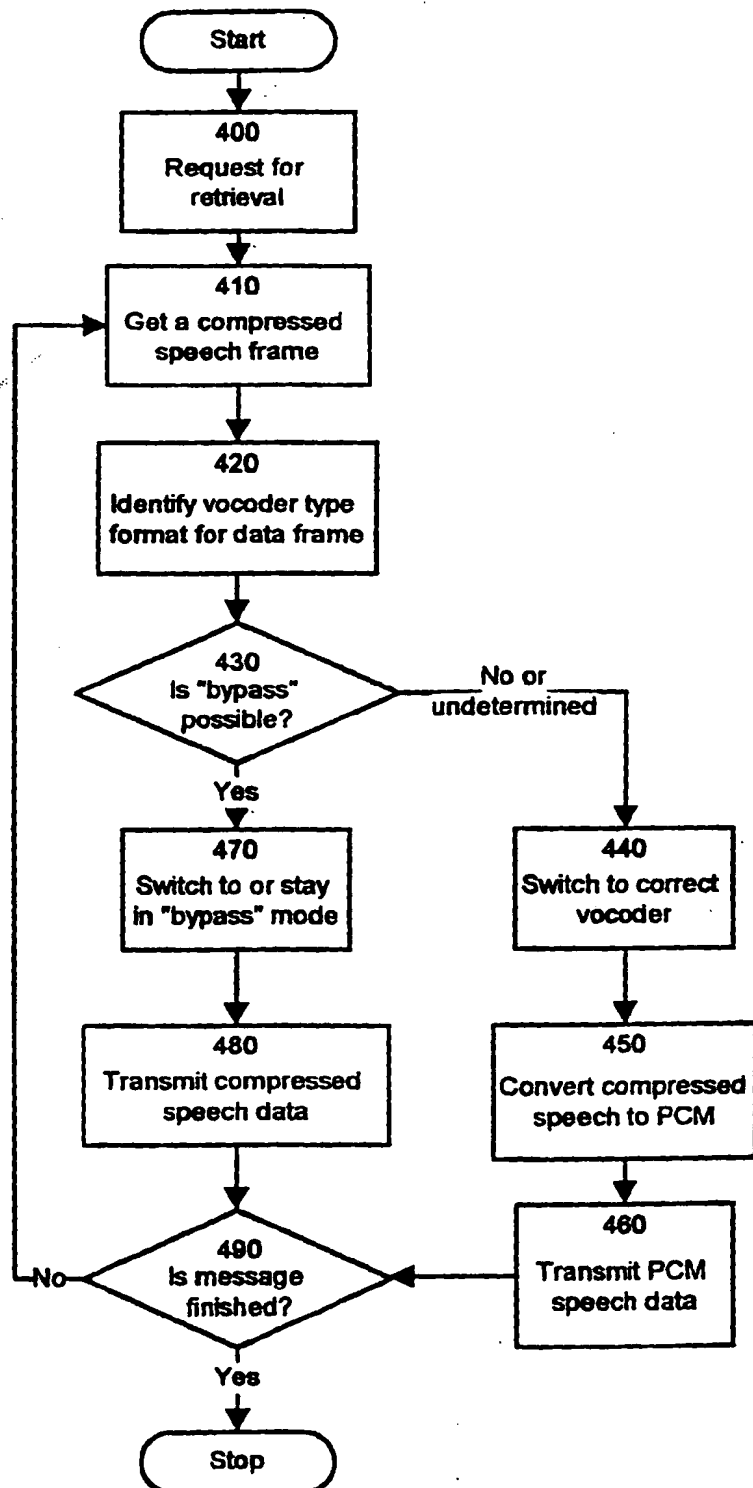 Start
400
Request for
retrieval
410
Get a compressed
speech frame
420
Identify vocoder type
format for data frame
430
Is "bypass"
possible?
No or
undetermined
Yes
470
Switch to or stay
in "bypass" mode
440
Switch to correct
vocoder
480
Transmit compressed
speech data
450
Convert compressed
speech to PCM
460
Transmit PCM
speech data
490
Is message
finished?
No
Yes
Stop